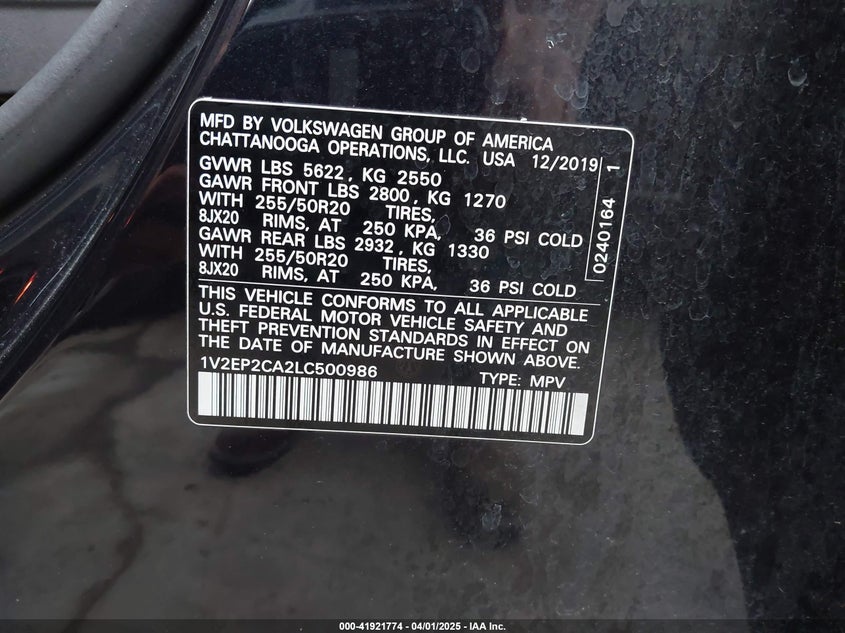 MFD BY VOLKSWAGEN GROUP OF AMERICA
CHATTANOOGA OPERATIONS, LLC. USA 12/2019
GVWR LBS 5622, KG 2550
GAWR FRONT LBS 2800, KG 1270
WITH 255/50R20 TIRES,
8JX20 RIMS, AT 250 KPA, 36 PSI COLD
GAWR REAR LBS 2932, KG 1330
WITH 255/50R20 TIRES,
8JX20 RIMS, AT 250 KPA, 36 PSI COLD
0240164 1
THIS VEHICLE CONFORMS TO ALL APPLICABLE
U.S. FEDERAL MOTOR VEHICLE SAFETY AND
THEFT PREVENTION STANDARDS IN EFFECT ON
THE DATE OF MANUFACTURE SHOWN ABOVE.
1V2EP2CA2LC500986 TYPE: MPV
000-41921774 | 04/01/2025 | IAA Inc.